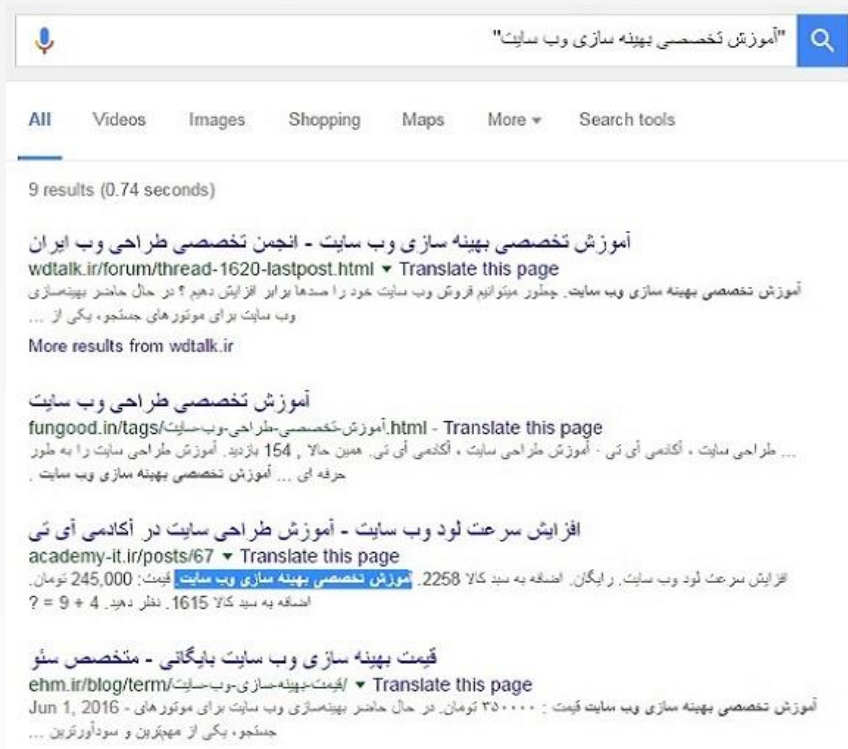 "آموزش تخصصی بهینه سازی وب سایت"
All Videos Images Shopping Maps More Search tools
9 results (0.74 seconds)
آموزش تخصصی بهینه سازی وب سایت - انجمن تخصصی طراحی وب ایران
wdtalk.ir/forum/thread-1620-lastpost.html Translate this page
آموزش تخصصی بهینه سازی وب سایت. چطور میتوانیم فروش وب سایت خود را صدها برابر افزایش دهیم ؟ در حال حاضر بهینه‌سازی
وب سایت برای موتورهای جستجو، یکی از ...
More results from wdtalk.ir
آموزش تخصصی طراحی وب سایت
fungood.in/tags/آموزش-تخصصی-طراحی-وب-سایت.html - Translate this page
... طراحی سایت ، آکادمی آی تی · آموزش طراحی سایت ، آکادمی آی تی. همین حالا , 154 بازدید. آموزش طراحی سایت را به طور
حرفه ای ... آموزش تخصصی بهینه سازی وب سایت .
افزایش سرعت لود وب سایت - آموزش طراحی سایت در آکادمی آی تی
academy-it.ir/posts/67 Translate this page
افزایش سرعت لود وب سایت. رایگان. اضافه به سبد کالا 2258. آموزش تخصصی بهینه سازی وب سایت. قیمت: 245,000 تومان.
اضافه به سبد کالا 1615. نظر دهید. 4 + 9 = ?
قیمت بهینه سازی وب سایت بایگانی - متخصص سئو
ehm.ir/blog/term/قیمت-بهینه-سازی-وب-سایت/ Translate this page
Jun 1, 2016 - آموزش تخصصی بهینه سازی وب سایت قیمت : ۳۵۰۰۰۰ تومان. در حال حاضر بهینه‌سازی وب سایت برای موتورهای
جستجو، یکی از مهم‌ترین و سودآورترین ...